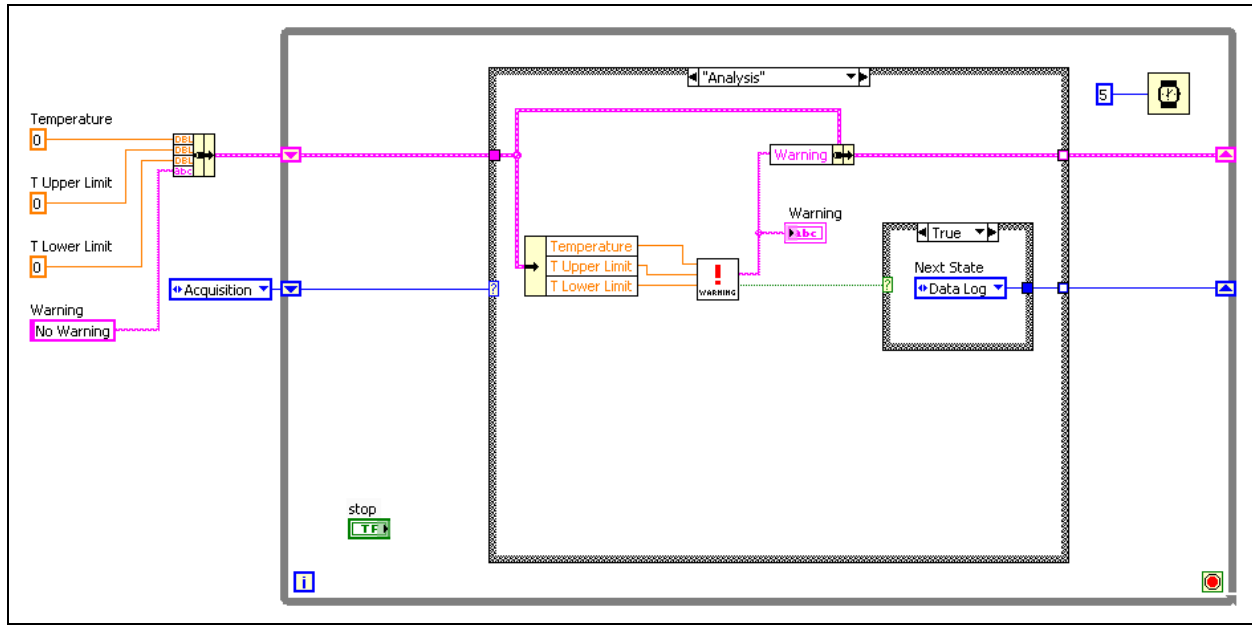 "Analysis"
5
Temperature
0
DBL
DBL
DBL
abc
T Upper Limit
0
T Lower Limit
0
Acquisition
Warning
No Warning
Warning
Warning
abc
Temperature
T Upper Limit
T Lower Limit
!
WARNING
?
?
True
Next State
Data Log
stop
TF
i